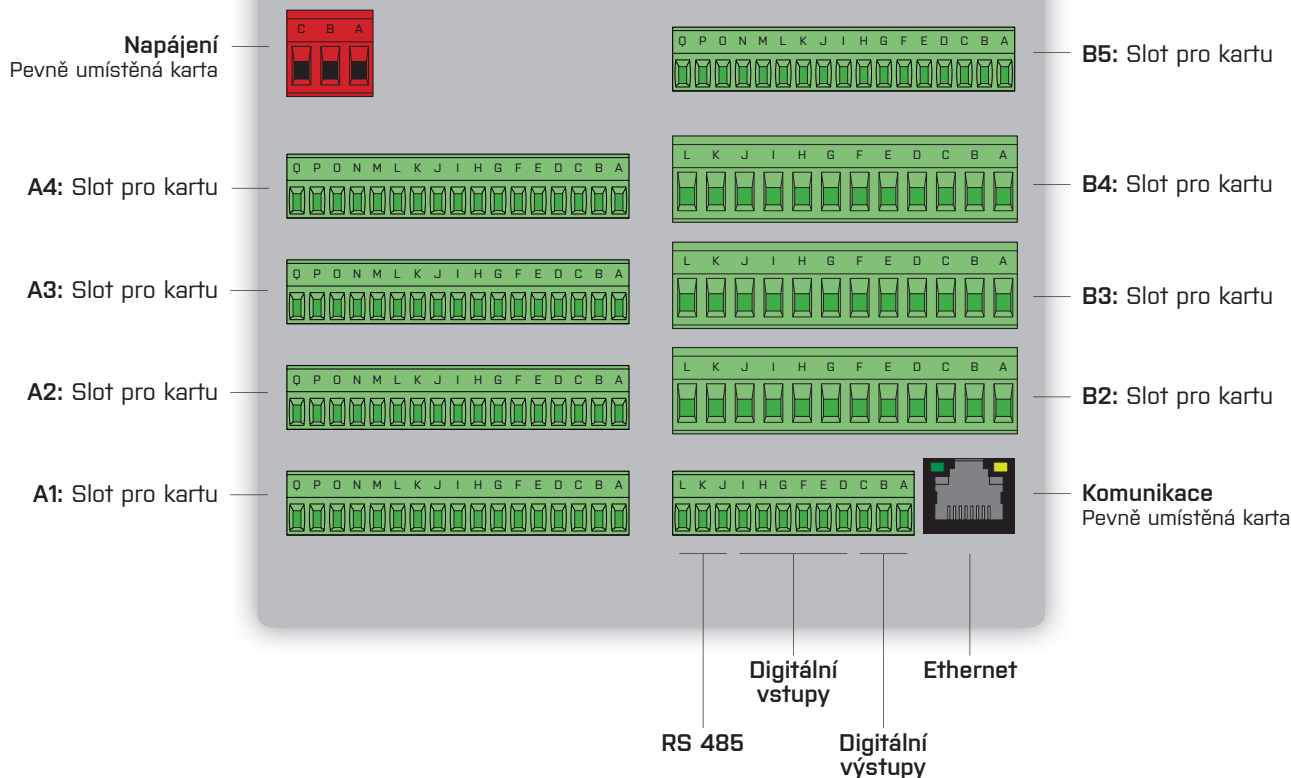 C B A
Napájení
Pevně umístěná karta
Q P O N M L K J I H G F E D C B A
B5: Slot pro kartu
Q P O N M L K J I H G F E D C B A
A4: Slot pro kartu
L K J I H G F E D C B A
B4: Slot pro kartu
Q P O N M L K J I H G F E D C B A
A3: Slot pro kartu
L K J I H G F E D C B A
B3: Slot pro kartu
Q P O N M L K J I H G F E D C B A
A2: Slot pro kartu
L K J I H G F E D C B A
B2: Slot pro kartu
Q P O N M L K J I H G F E D C B A
A1: Slot pro kartu
L K J I H G F E D C B A
Komunikace
Pevně umístěná karta
Digitální
vstupy
Ethernet
RS 485
Digitální
výstupy